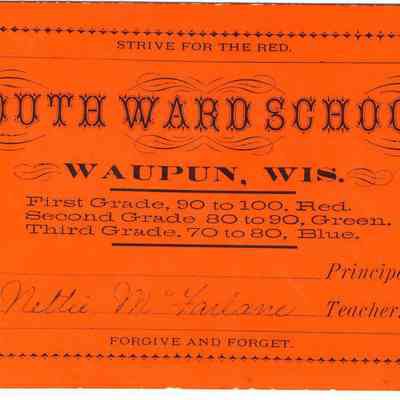 STRIVE FOR THE RED.
OUTH WARD SCHOO
WAUPUN, WIS.
First Grade, 90 to 100, Red.
Second Grade 80 to 90, Green.
Third Grade. 70 to 80, Blue.
Principa
Nettie McFarlane Teacher.
FORGIVE AND FORGET.